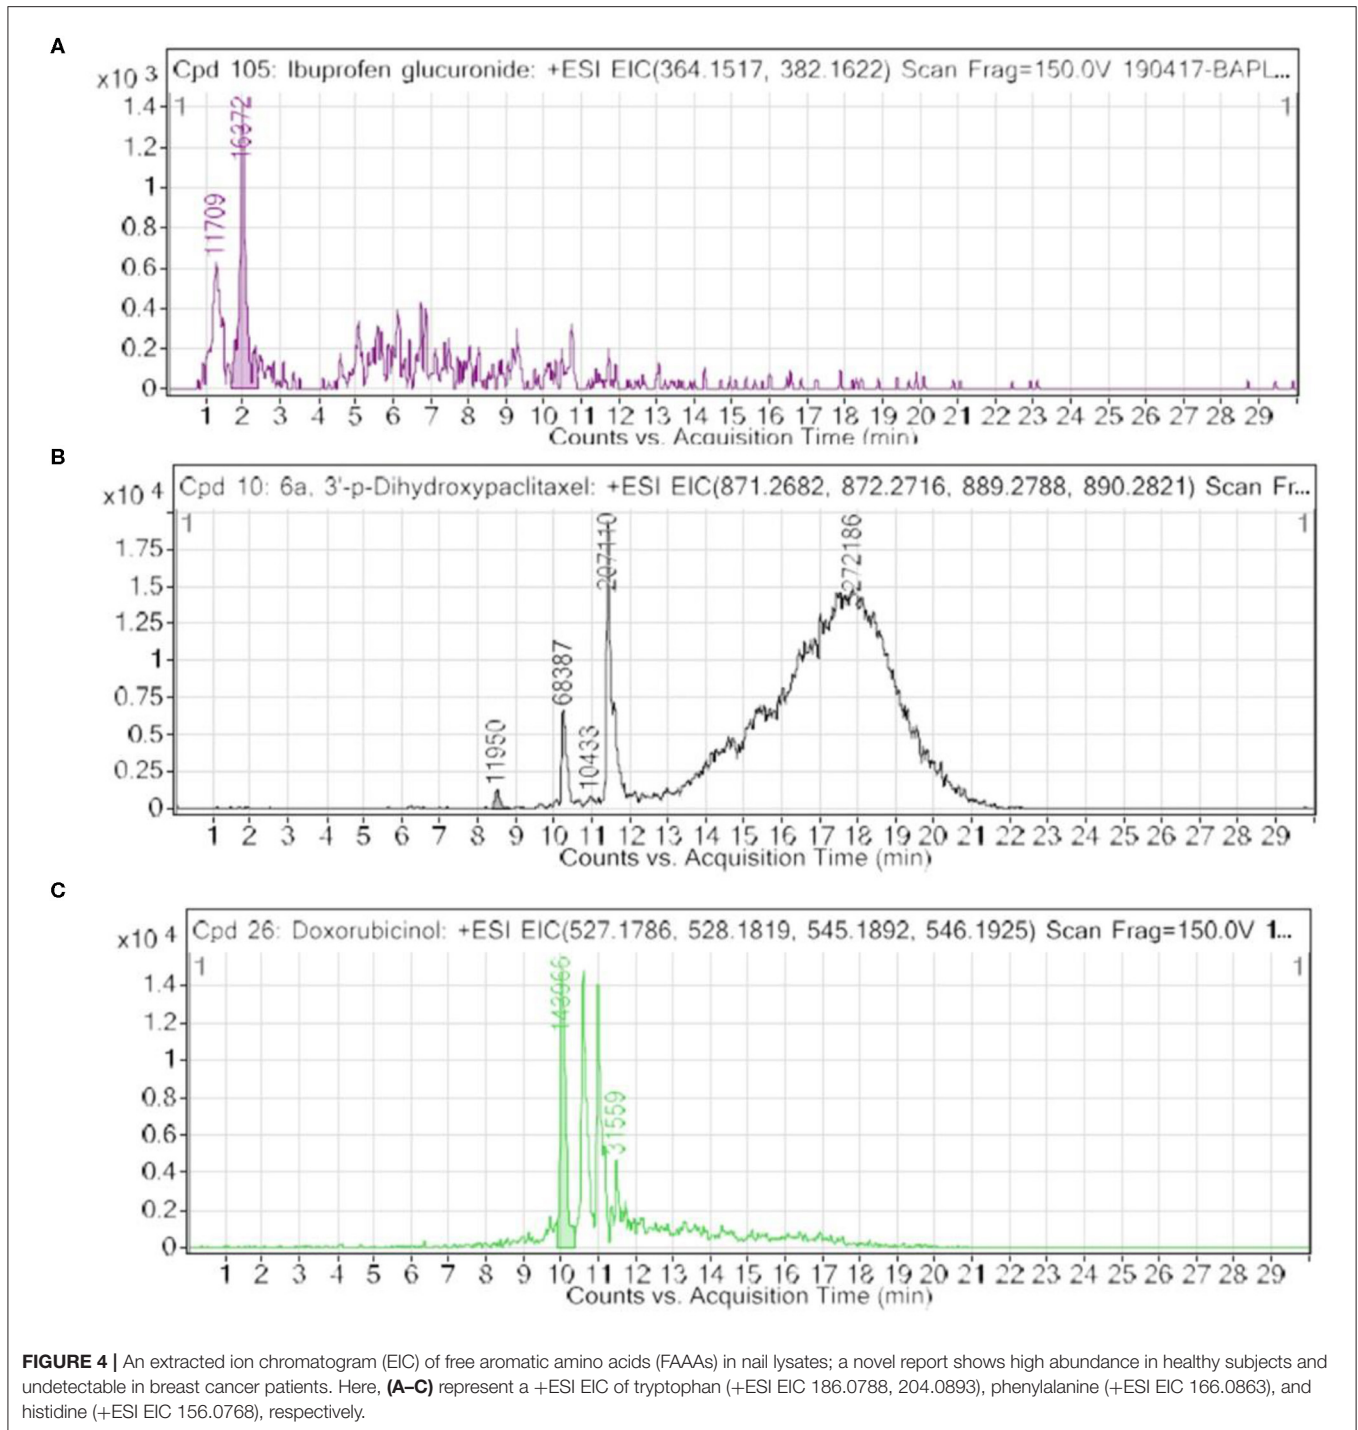 A
x10 3
Cpd 105: Ibuprofen glucuronide: +ESI EIC(364.1517, 382.1622) Scan Frag=150.0V 190417-BAPL...
1 1
1.4
1.2
1
0.8
0.6
0.4
0.2
0
11709
16372
1 2 3 4 5 6 7 8 9 10 11 12 13 14 15 16 17 18 19 20 21 22 23 24 25 26 27 28 29
Counts vs. Acquisition Time (min)
B
x10 4
Cpd 10: 6a, 3'-p-Dihydroxypaclitaxel: +ESI EIC(871.2682, 872.2716, 889.2788, 890.2821) Scan Fr...
1 1
1.75
1.5
1.25
1
0.75
0.5
0.25
0
11950
68387
10433
207110
272186
1 2 3 4 5 6 7 8 9 10 11 12 13 14 15 16 17 18 19 20 21 22 23 24 25 26 27 28 29
Counts vs. Acquisition Time (min)
C
x10 4
Cpd 26: Doxorubicinol: +ESI EIC(527.1786, 528.1819, 545.1892, 546.1925) Scan Frag=150.0V 1...
1 1
1.4
1.2
1
0.8
0.6
0.4
0.2
0
31559
1 2 3 4 5 6 7 8 9 10 11 12 13 14 15 16 17 18 19 20 21 22 23 24 25 26 27 28 29
Counts vs. Acquisition Time (min)
FIGURE 4 | An extracted ion chromatogram (EIC) of free aromatic amino acids (FAAAs) in nail lysates; a novel report shows high abundance in healthy subjects and
undetectable in breast cancer patients. Here, (A–C) represent a +ESI EIC of tryptophan (+ESI EIC 186.0788, 204.0893), phenylalanine (+ESI EIC 166.0863), and
histidine (+ESI EIC 156.0768), respectively.